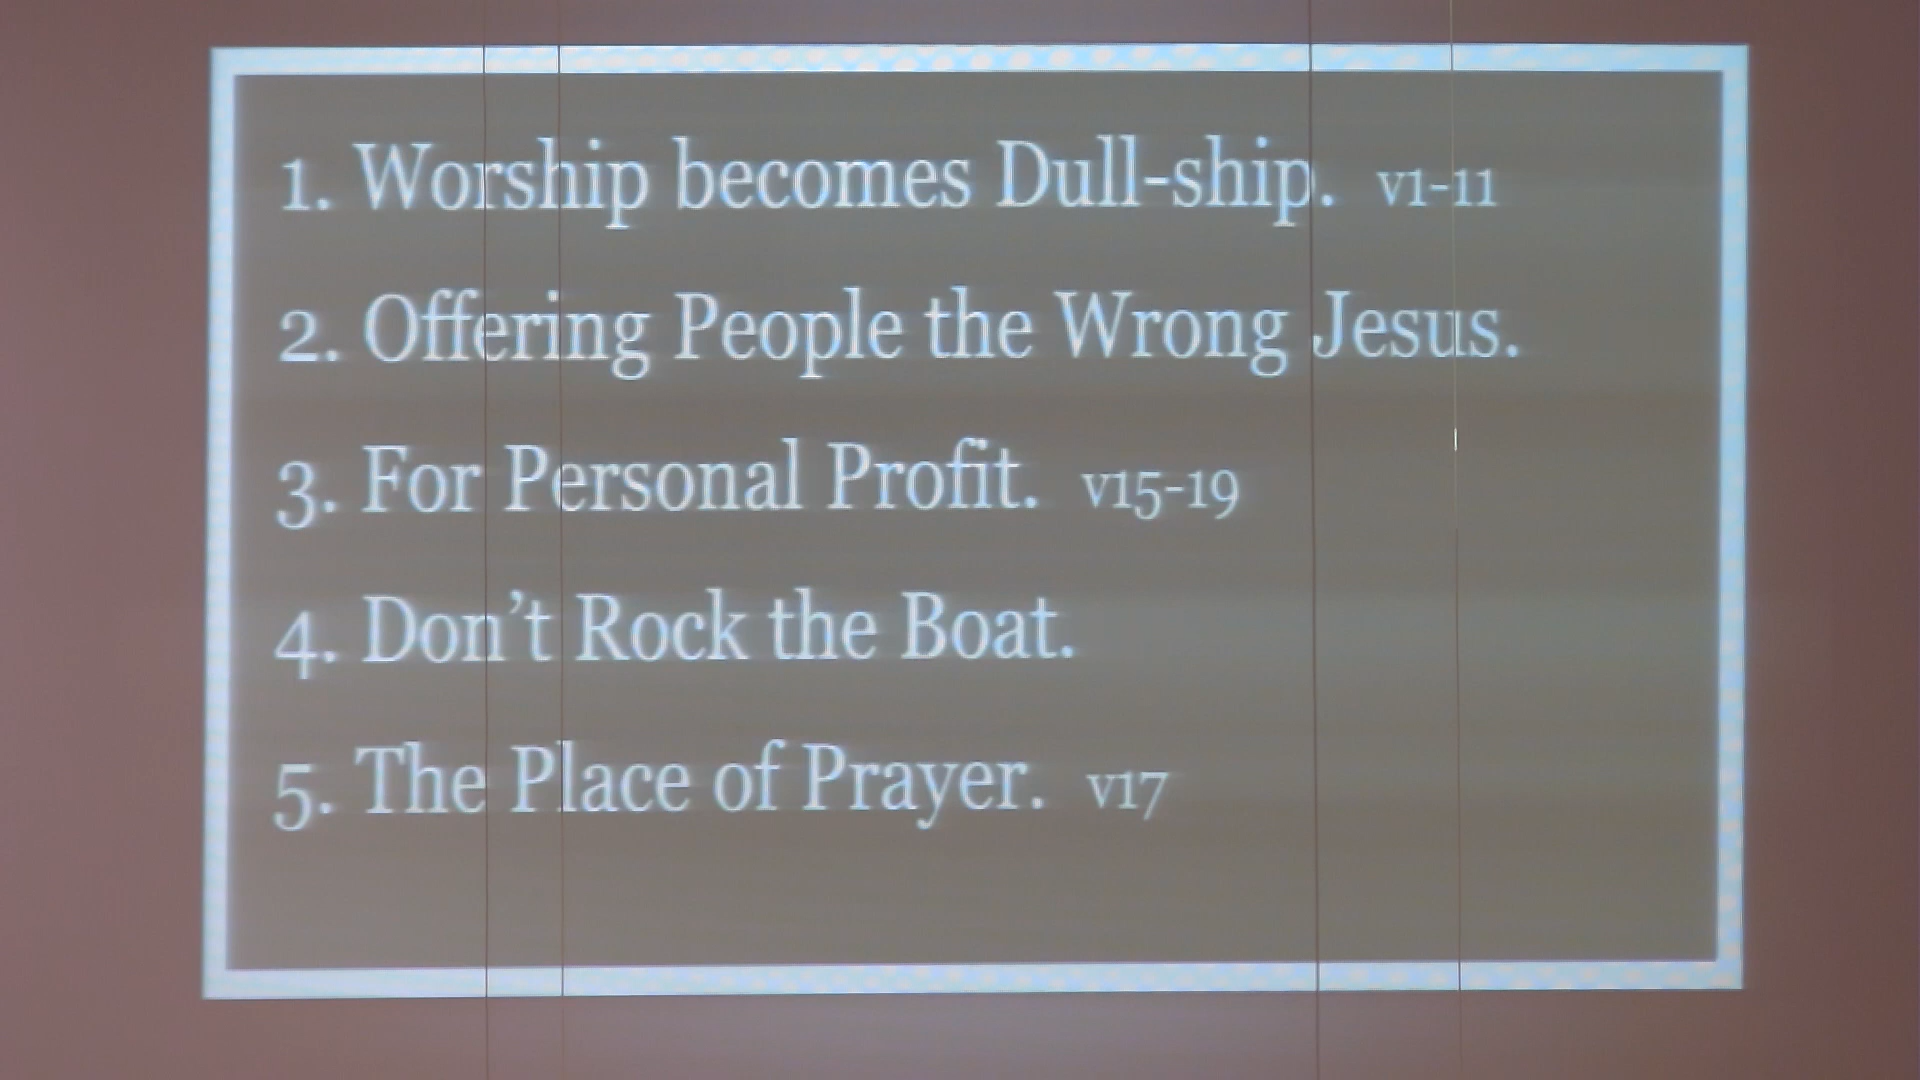 1. Worship becomes Dull-ship. v1-11
2. Offering People the Wrong Jesus.
3. For Personal Profit. v15-19
4. Don’t Rock the Boat.
5. The Place of Prayer. v17